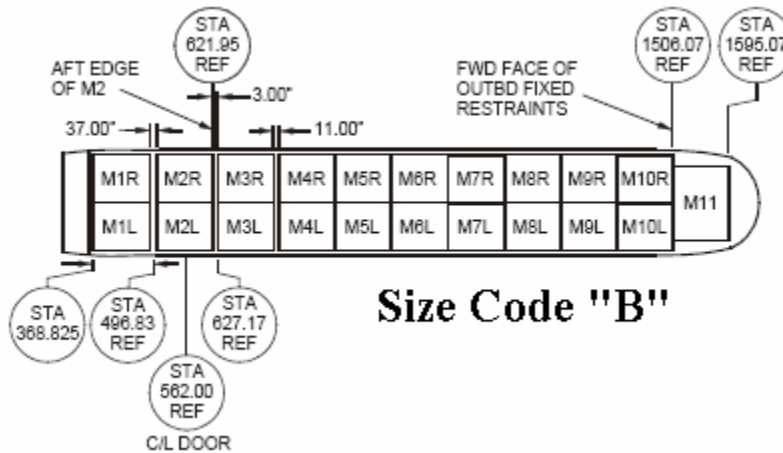 STA
621.95
REF
STA
1506.07
REF
STA
1595.07
REF
AFT EDGE
OF M2
FWD FACE OF
OUTBD FIXED
RESTRAINTS
3.00"
37.00"
11.00"
M1R M2R M3R M4R M5R M6R M7R M8R M9R M10R
M11
M1L M2L M3L M4L M5L M6L M7L M8L M9L M10L
STA
368.825
STA
496.83
REF
STA
627.17
REF
Size Code "B"
STA
562.00
REF
C/L DOOR